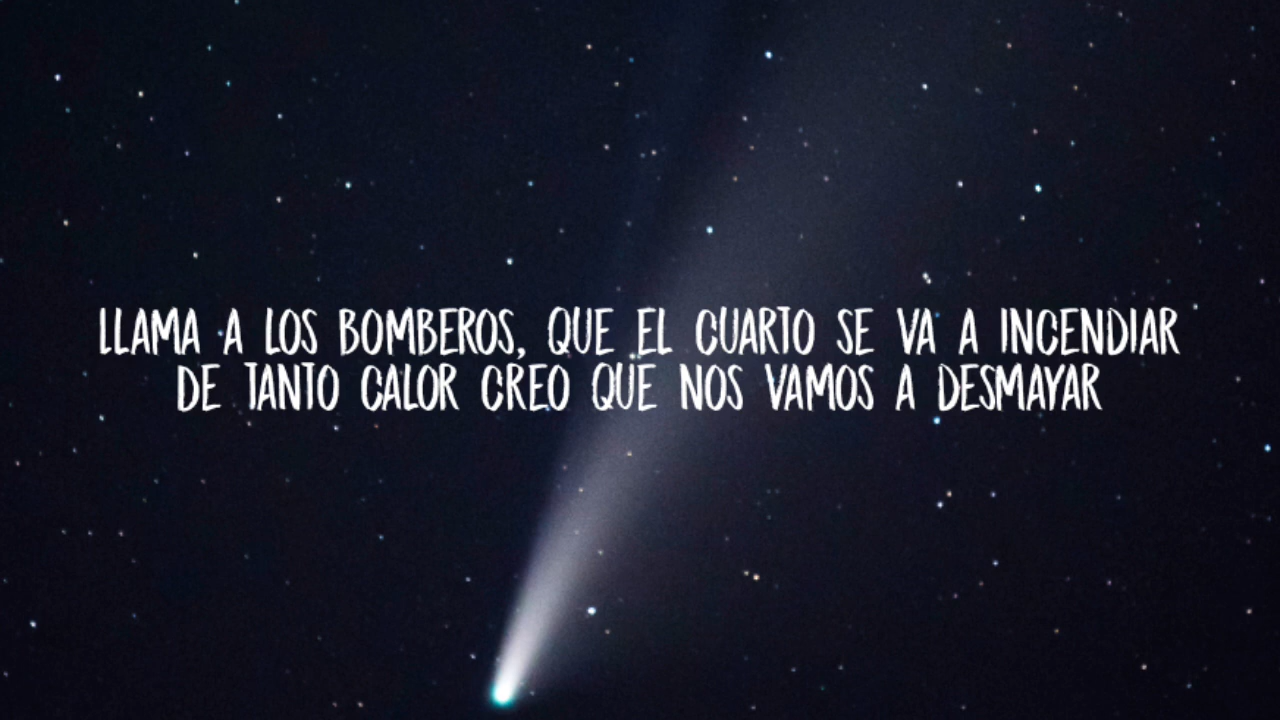 LLAMA A LOS BOMBEROS, QUE EL CUARTO SE VA A INCENDIAR
DE TANTO CALOR CREO QUE NOS VAMOS A DESMAYAR